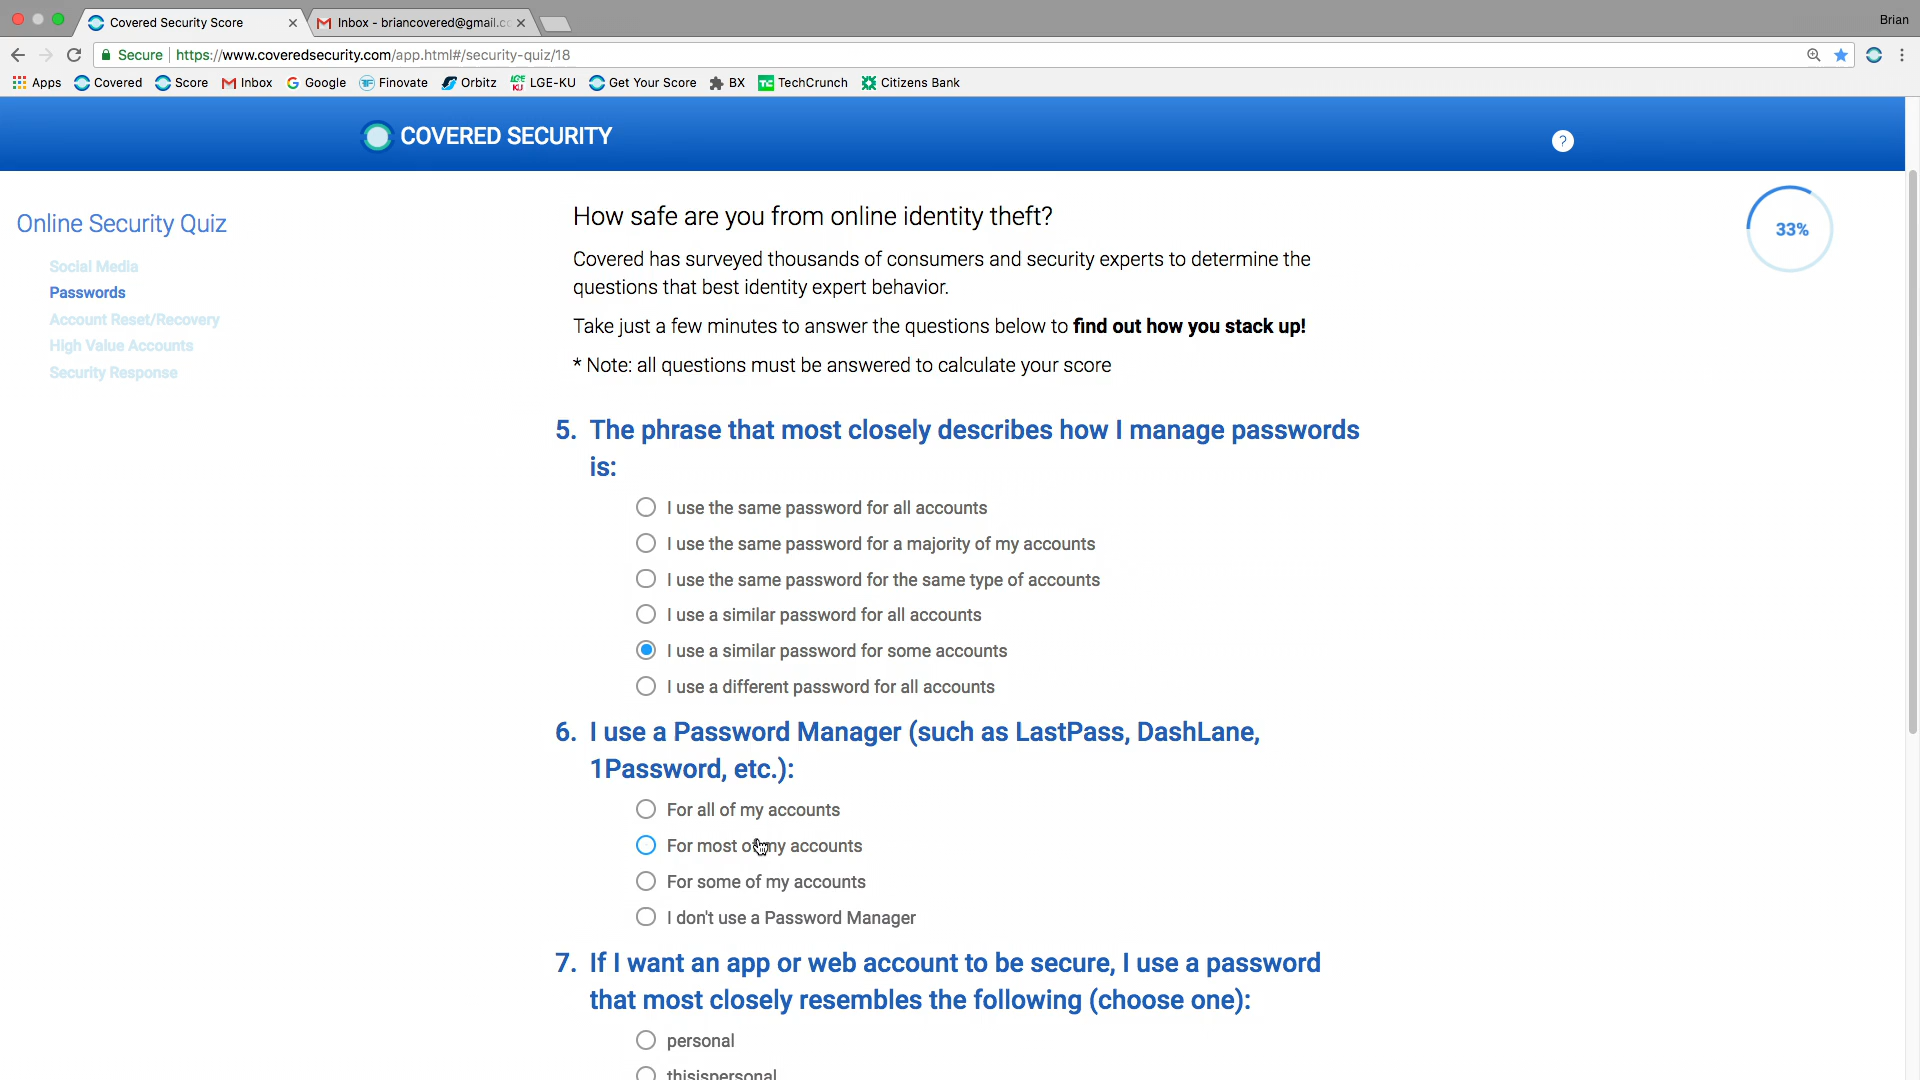 Covered Security Score
Inbox - briancovered@gmail.c
Brian
Secure
https://www.coveredsecurity.com/app.html#/security-quiz/18
Apps Covered Score Inbox Google Finovate Orbitz LGE-KU Get Your Score BX TechCrunch Citizens Bank
COVERED SECURITY
?
Online Security Quiz
Social Media
Passwords
Account Reset/Recovery
High Value Accounts
Security Response
33%
How safe are you from online identity theft?
Covered has surveyed thousands of consumers and security experts to determine the
questions that best identity expert behavior.
Take just a few minutes to answer the questions below to find out how you stack up!
* Note: all questions must be answered to calculate your score
5. The phrase that most closely describes how I manage passwords
is:
I use the same password for all accounts
I use the same password for a majority of my accounts
I use the same password for the same type of accounts
I use a similar password for all accounts
I use a similar password for some accounts
I use a different password for all accounts
6. I use a Password Manager (such as LastPass, DashLane,
1Password, etc.):
For all of my accounts
For most of my accounts
For some of my accounts
I don't use a Password Manager
7. If I want an app or web account to be secure, I use a password
that most closely resembles the following (choose one):
personal
thisispersonal